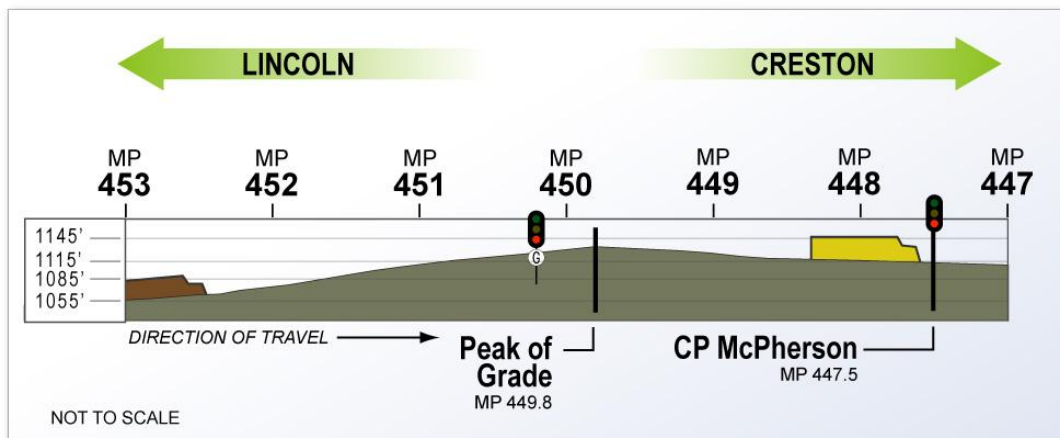 LINCOLN
CRESTON
MP MP MP MP MP MP MP
453 452 451 450 449 448 447
1145'
1115'
1085'
1055'
G
DIRECTION OF TRAVEL
Peak of
Grade
MP 449.8
CP McPherson
MP 447.5
NOT TO SCALE